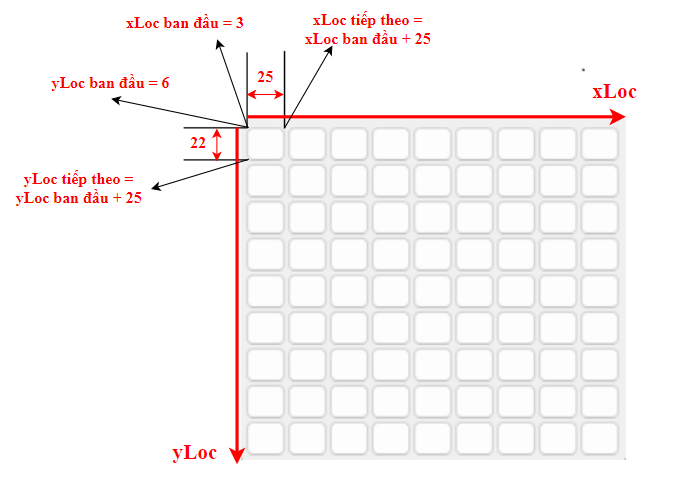 xLoc ban đầu = 3
xLoc tiếp theo =
xLoc ban đầu + 25
yLoc ban đầu = 6
25
xLoc
22
yLoc tiếp theo =
yLoc ban đầu + 25
yLoc